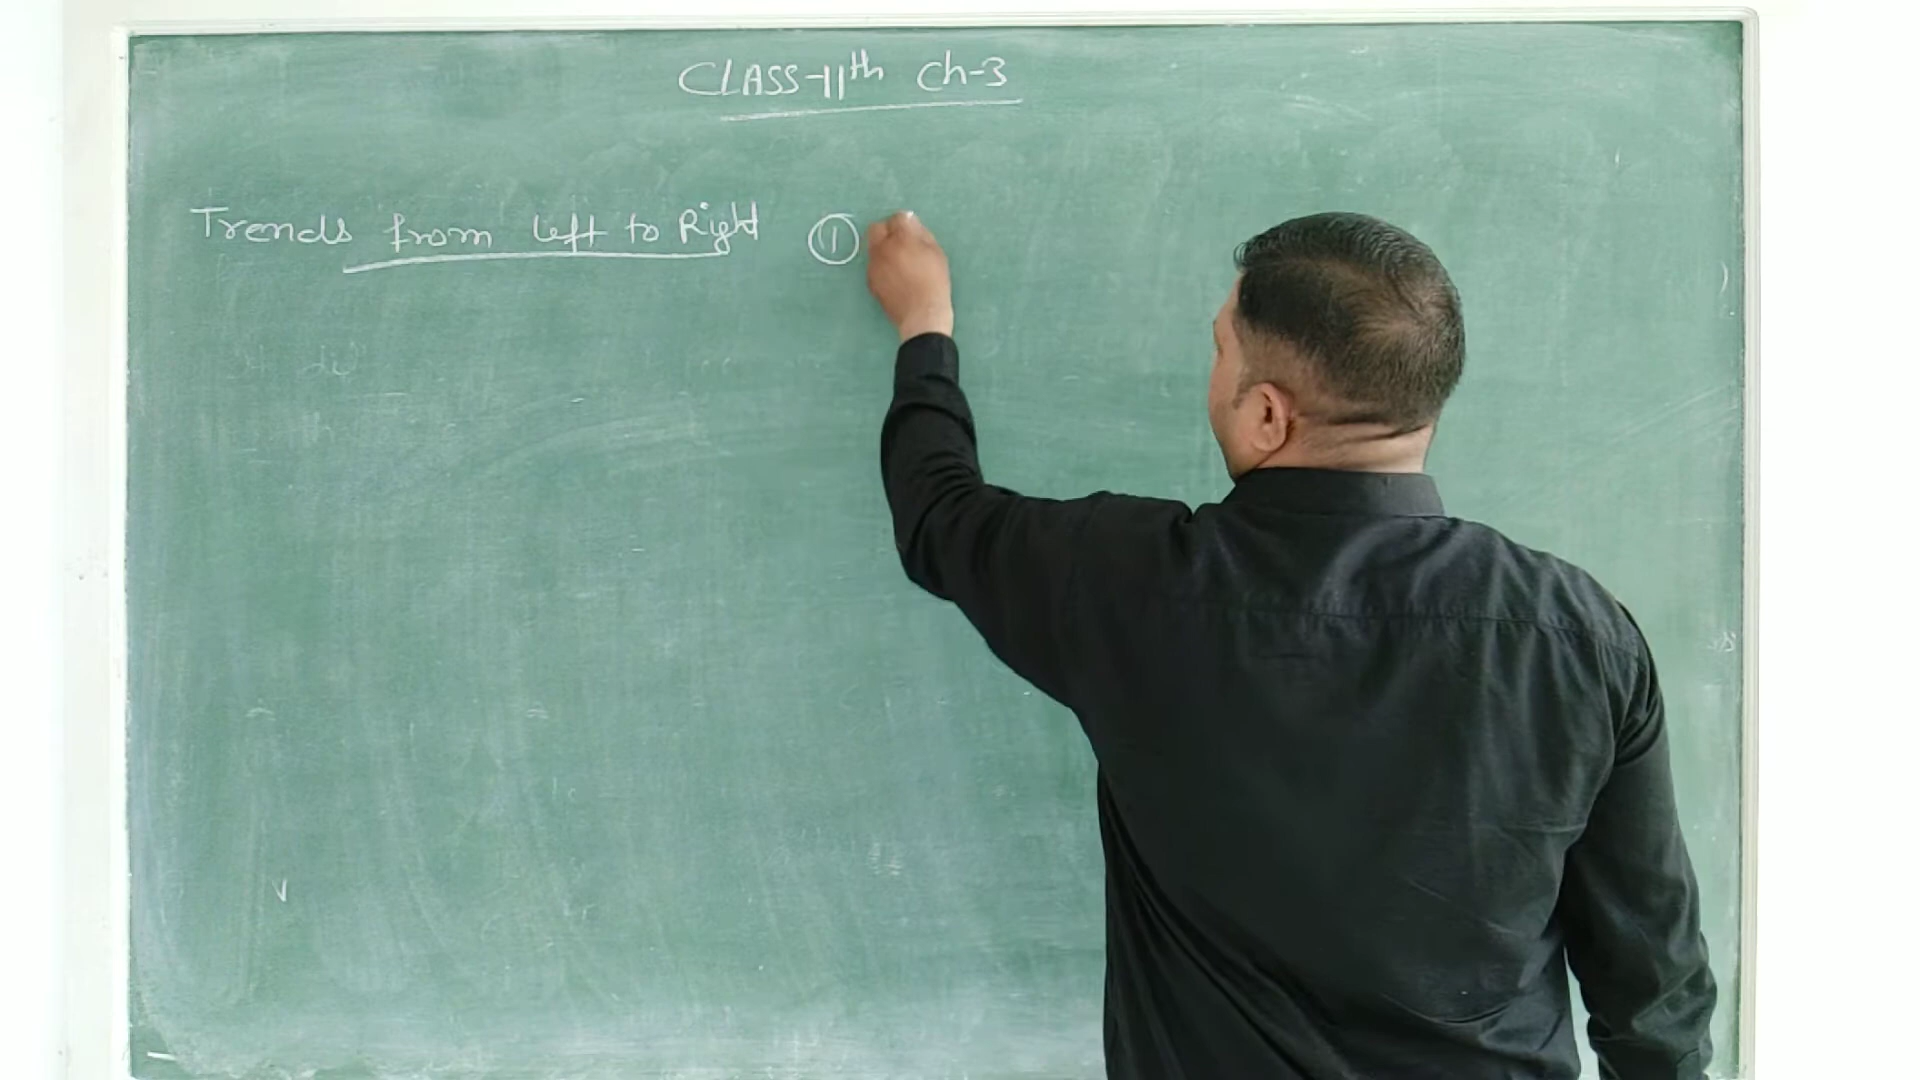 CLASS-11th Ch-3
Trends from left to Right ①